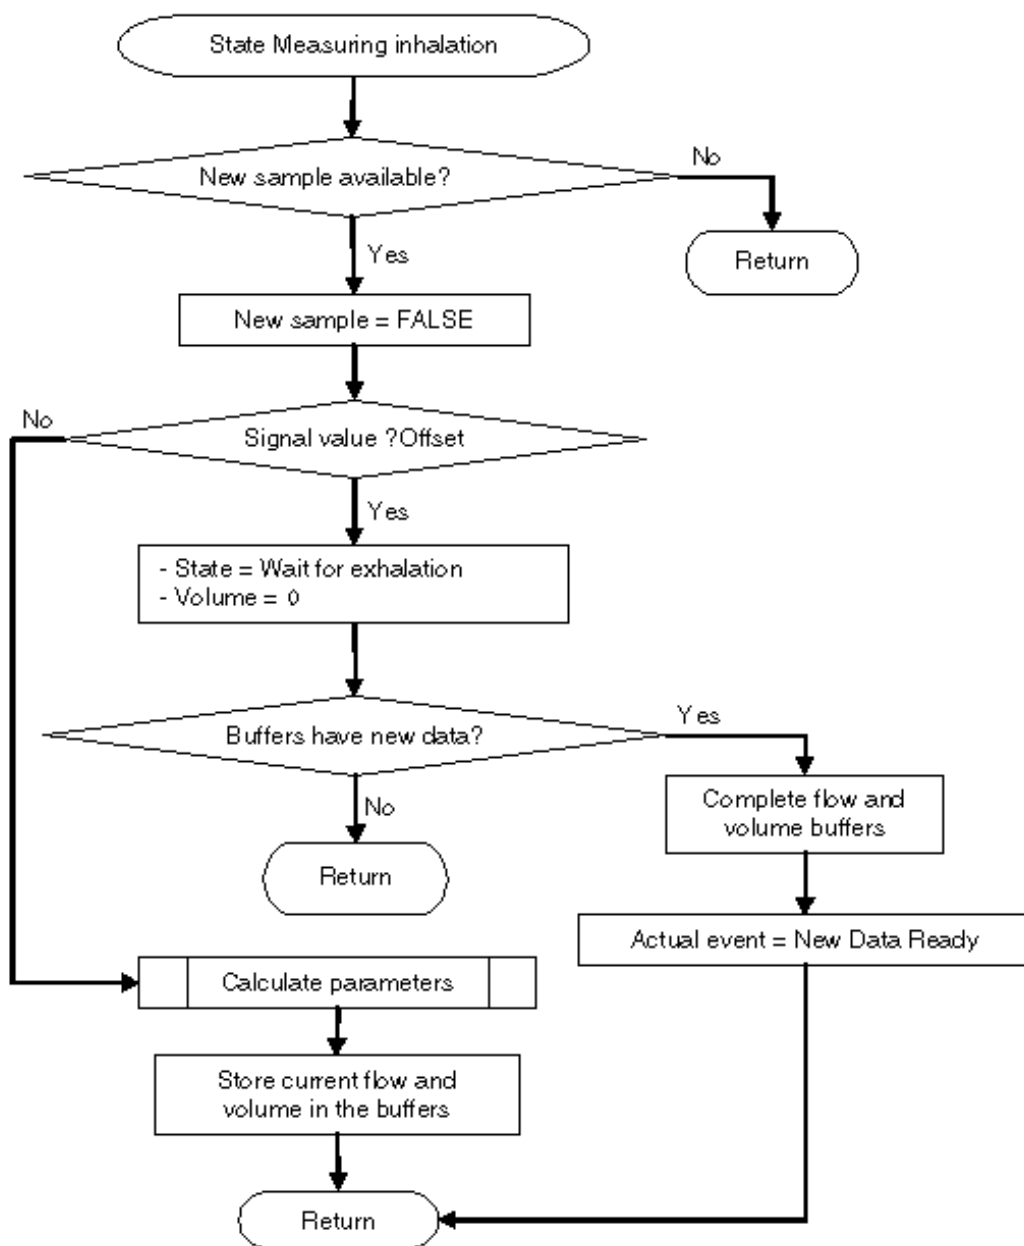 State Measuring inhalation
New sample available?
No
Return
Yes
New sample = FALSE
No
Signal value ?Offset
Yes
- State = Wait for exhalation
- Volume = 0
Buffers have new data?
Yes
No
Complete flow and
volume buffers
Return
Actual event = New Data Ready
Calculate parameters
Store current flow and
volume in the buffers
Return